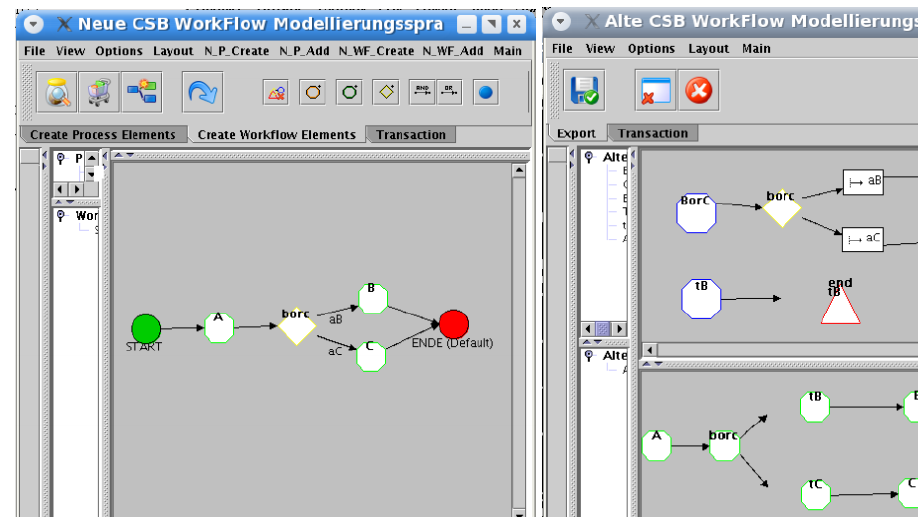 Neue CSB WorkFlow Modellierungsspra
File View Options Layout N_P_Create N_P_Add N_WF_Create N_WF_Add Main
AND
OR
Create Process Elements Create Workflow Elements Transaction
P
Wor
S
START
A
borc
aB
aC
B
C
ENDE (Default)
Alte CSB WorkFlow Modellierungs
File View Options Layout Main
Export Transaction
Alte
BorC
borc
aB
aC
tB
end
tB
Alte
A
borc
tB
tC
C